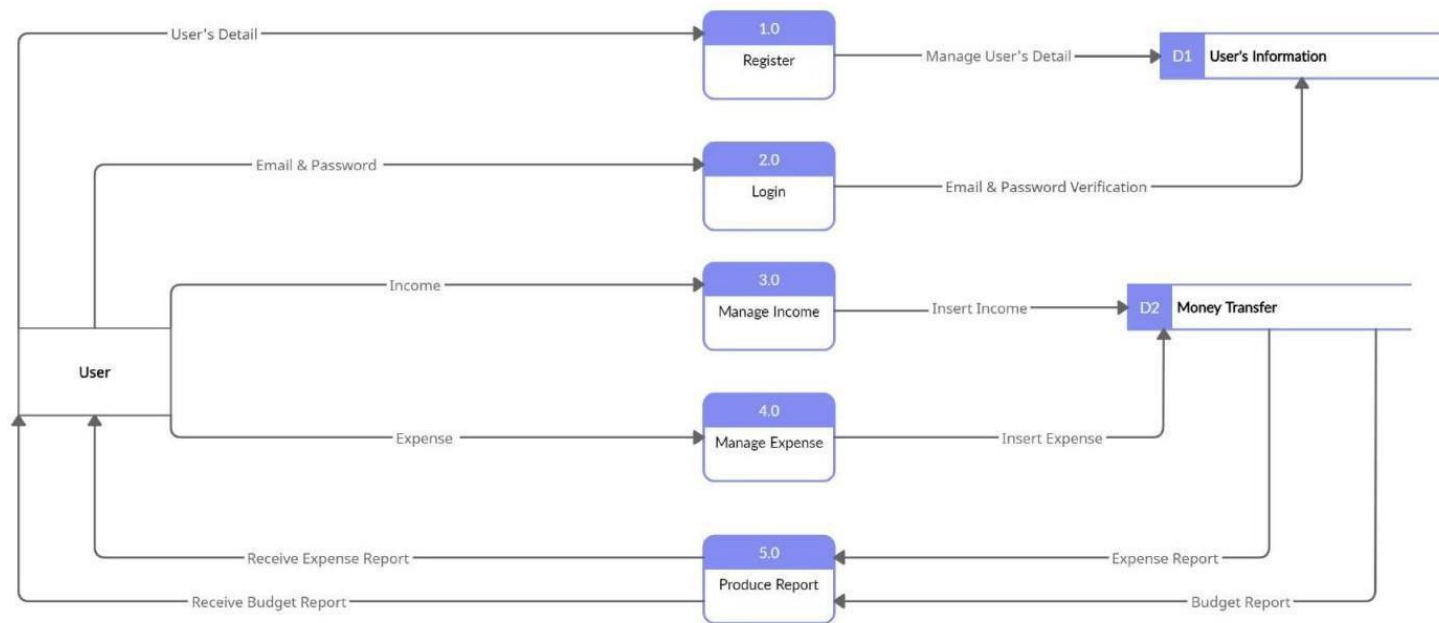 1.0
User's Detail
Register
Manage User's Detail
D1
User's Information
2.0
Email & Password
Login
Email & Password Verification
3.0
Income
Manage Income
Insert Income
D2
Money Transfer
User
4.0
Expense
Manage Expense
Insert Expense
5.0
Receive Expense Report
Expense Report
Produce Report
Receive Budget Report
Budget Report